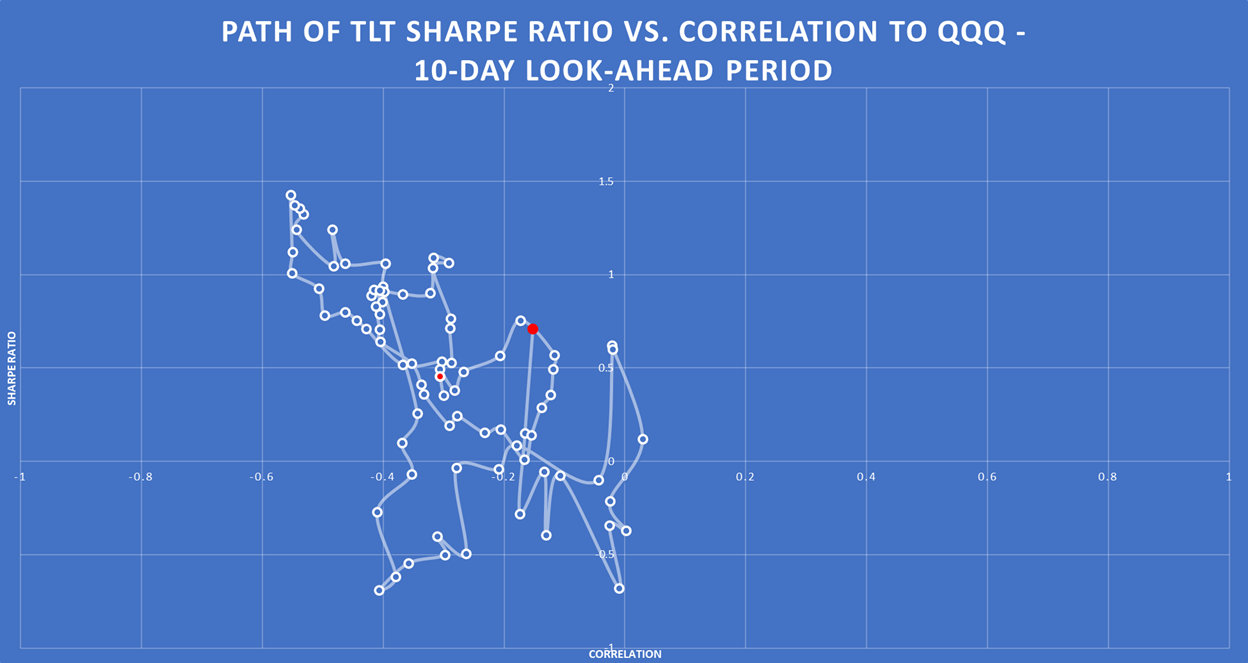 PATH OF TLT SHARPE RATIO VS. CORRELATION TO QQQ -
10-DAY LOOK-AHEAD PERIOD
2
1.5
1
0.5
0
-0.5
-1
SHARPE RATIO
-1 -0.8 -0.6 -0.4 -0.2 0 0.2 0.4 0.6 0.8 1
CORRELATION